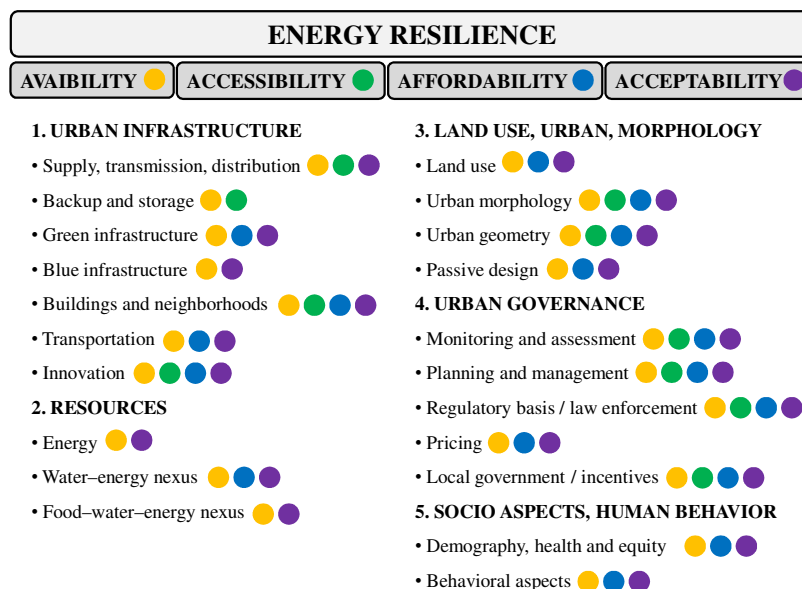 ENERGY RESILIENCE
AVAIBILITY ACCESSIBILITY AFFORDABILITY ACCEPTABILITY
1. URBAN INFRASTRUCTURE
• Supply, transmission, distribution
• Backup and storage
• Green infrastructure
• Blue infrastructure
• Buildings and neighborhoods
• Transportation
• Innovation
2. RESOURCES
• Energy
• Water–energy nexus
• Food–water–energy nexus
3. LAND USE, URBAN, MORPHOLOGY
• Land use
• Urban morphology
• Urban geometry
• Passive design
4. URBAN GOVERNANCE
• Monitoring and assessment
• Planning and management
• Regulatory basis / law enforcement
• Pricing
• Local government / incentives
5. SOCIO ASPECTS, HUMAN BEHAVIOR
• Demography, health and equity
• Behavioral aspects